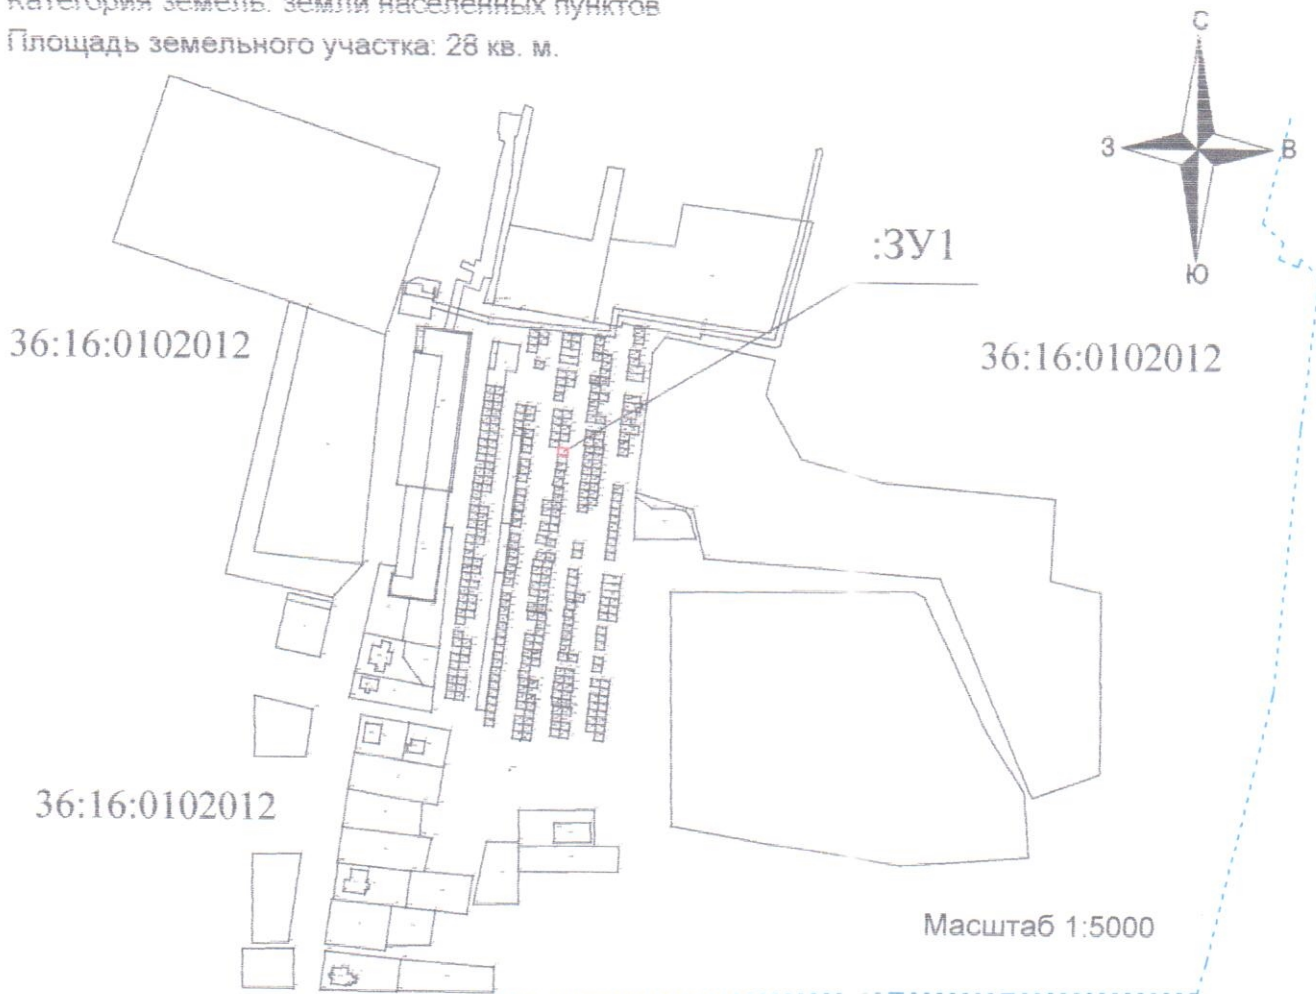 Категория земель: земли населенных пунктов
Площадь земельного участка: 28 кв. м.
С
З
В
Ю
:ЗУ1
36:16:0102012
36:16:0102012
36:16:0102012
Масштаб 1:5000